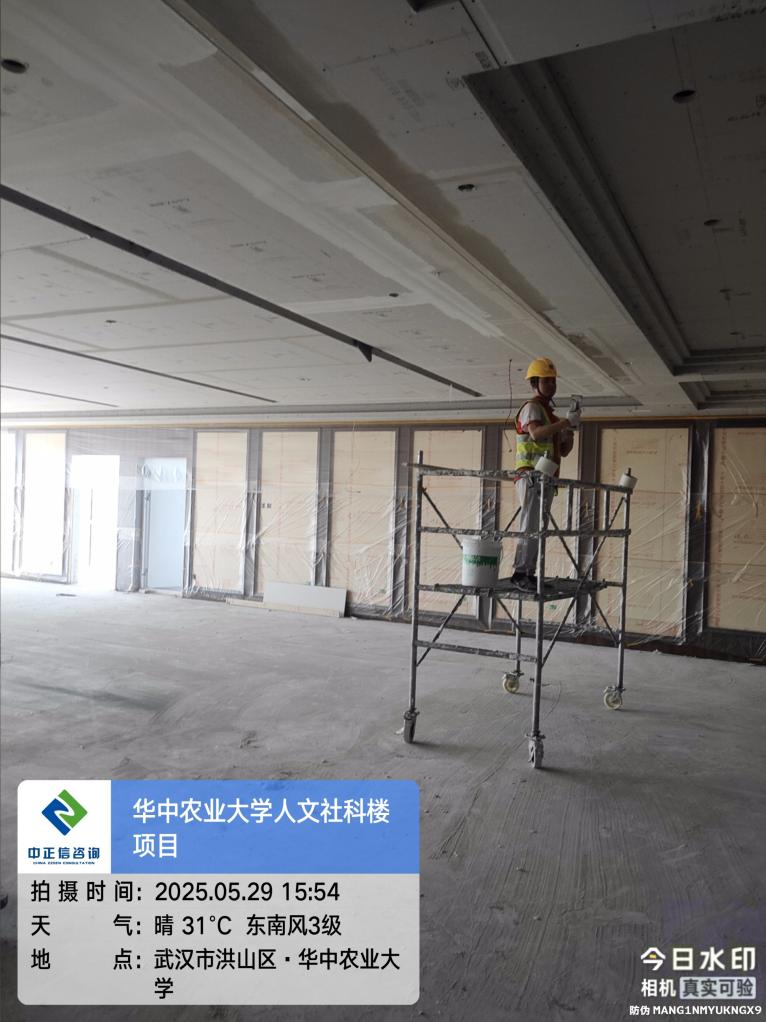 华中农业大学人文社科楼
项目
中正信咨询
CHINA ZZXIN CONSULTATION
拍摄时间: 2025.05.29 15:54
天气: 晴 31°C 东南风3级
地点: 武汉市洪山区·华中农业大
学
今日水印
相机 真实可验
防伪 MANG1NMYUKNGX9